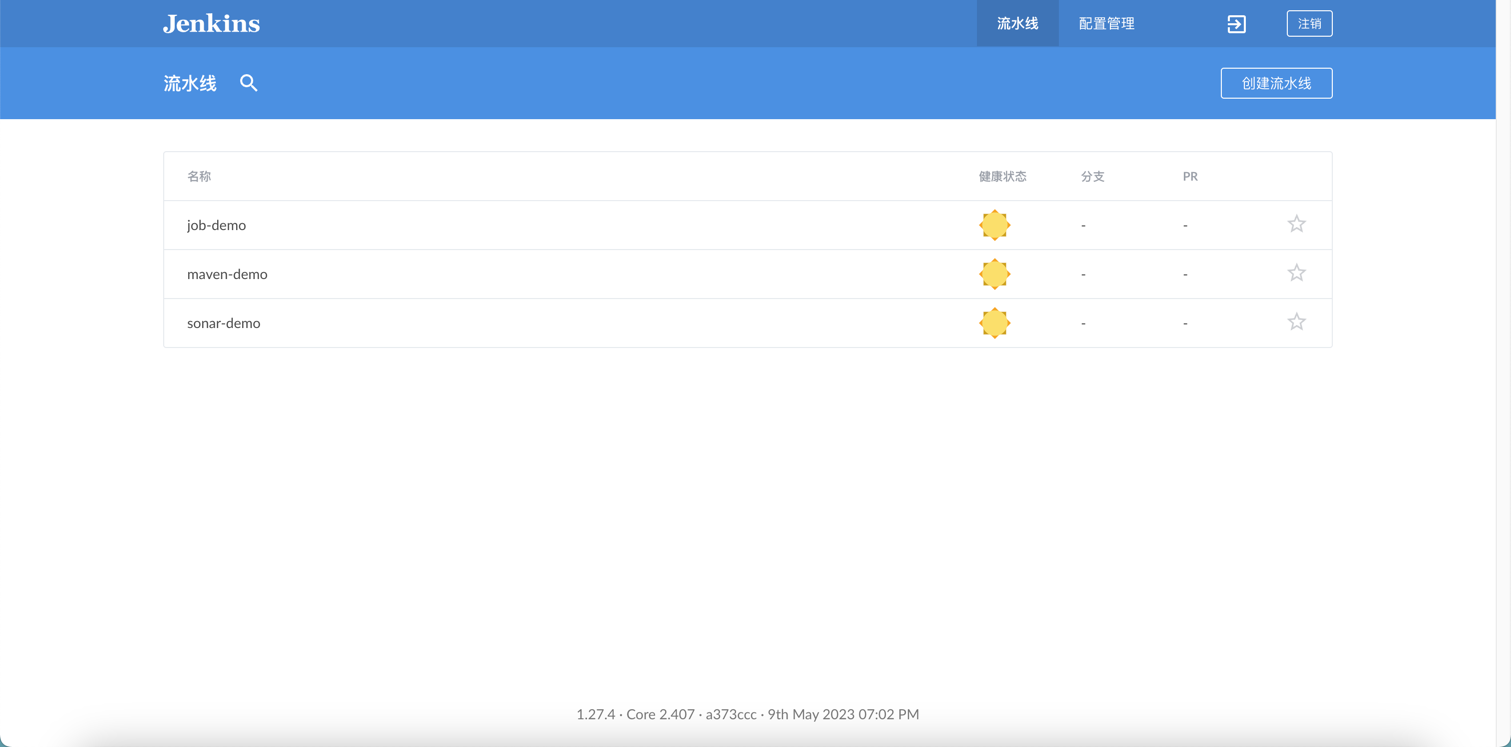 Jenkins 流水线 配置管理 注销
流水线 创建流水线
名称 健康状态 分支 PR
job-demo - -
maven-demo - -
sonar-demo - -
1.27.4 · Core 2.407 · a373ccc · 9th May 2023 07:02 PM